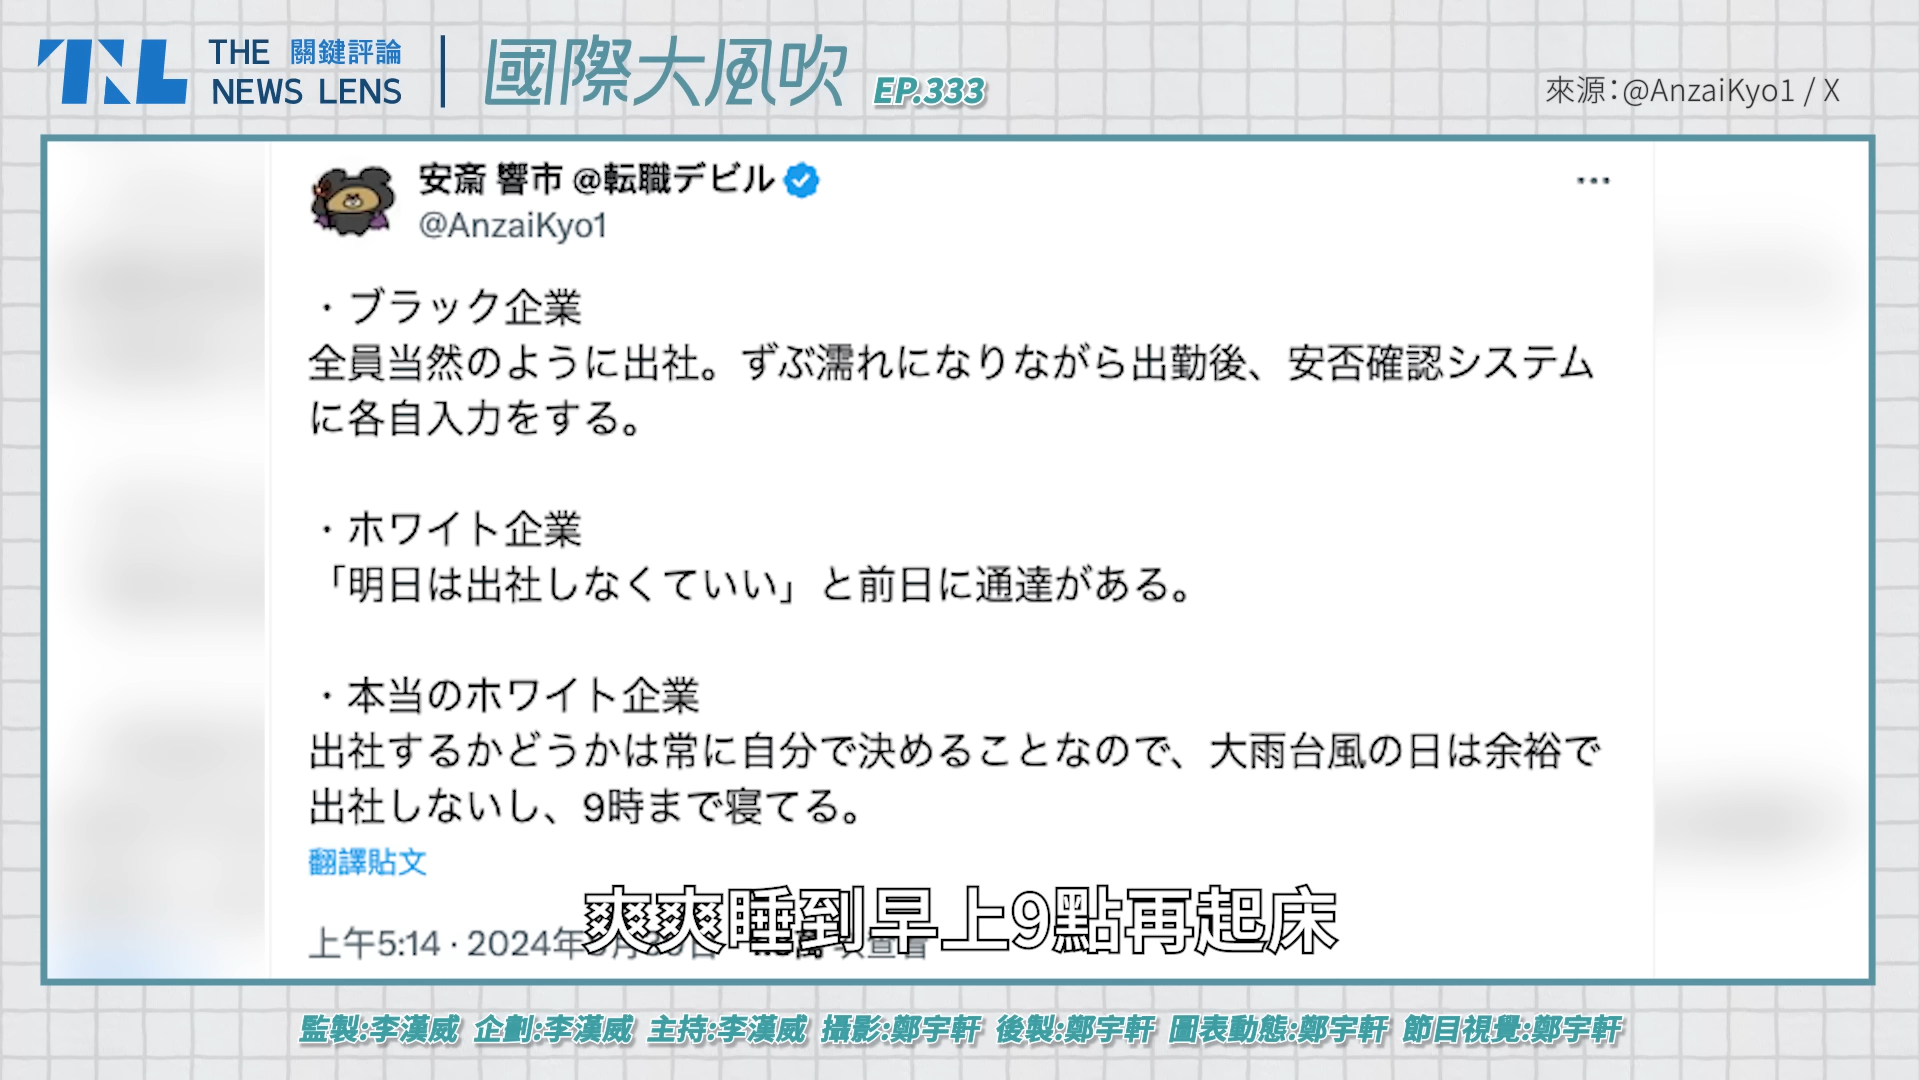 TNL THE 關鍵評論
NEWS LENS
國際大風吹 EP.333
來源:@AnzaiKyo1 / X
安斎 響市 @転職デビル
@AnzaiKyo1
・ブラック企業
全員当然のように出社。ずぶ濡れになりながら出勤後、安否確認システム
に各自入力をする。
・ホワイト企業
「明日は出社しなくていい」と前日に通達がある。
・本当のホワイト企業
出社するかどうかは常に自分で決めることなので、大雨台風の日は余裕で
出社しないし、9時まで寝てる。
翻譯貼文
上午5:14 · 2024年
爽爽睡到早上9點再起床
監製:李漢威 企劃:李漢威 主持:李漢威 攝影:鄭宇軒 後製:鄭宇軒 圖表動態:鄭宇軒 節目視覺:鄭宇軒